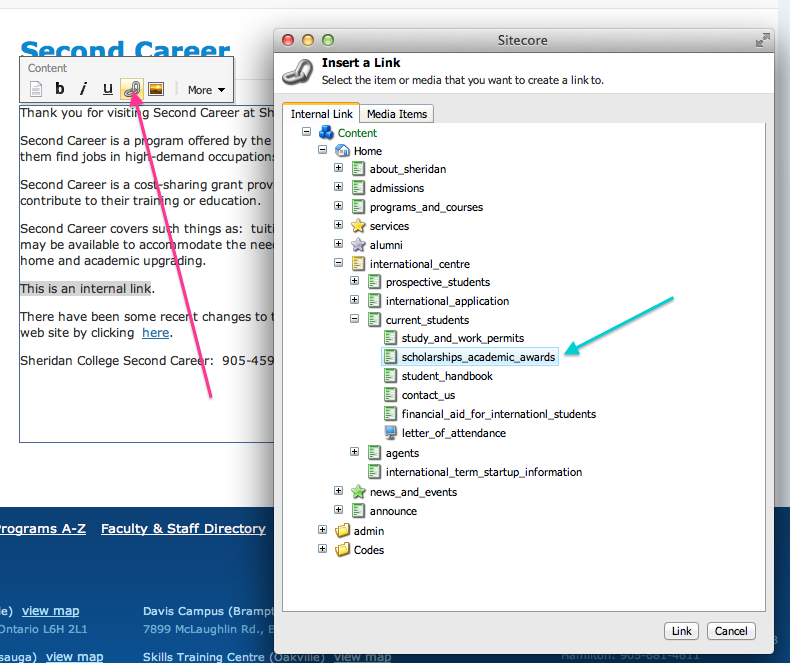 Second Career
Content
b i u More
Thank you for visiting Second Career at Sh
Second Career is a program offered by the
them find jobs in high-demand occupation
Second Career is a cost-sharing grant prov
contribute to their training or education.
Second Career covers such things as: tuiti
may be available to accommodate the nee
home and academic upgrading.
This is an internal link.
There have been some recent changes to t
web site by clicking here.
Sheridan College Second Career: 905-459
rograms A-Z Faculty & Staff Directory
le) view map
Ontario L6H 2L1
Davis Campus (Brampt
7899 McLaughlin Rd., B
sauga) view map
Skills Training Centre (Oakville) view map
Hamilton: 905-681-4611
Sitecore
Insert a Link
Select the item or media that you want to create a link to.
Internal Link Media Items
Content
Home
about_sheridan
admissions
programs_and_courses
services
alumni
international_centre
prospective_students
international_application
current_students
study_and_work_permits
scholarships_academic_awards
student_handbook
contact_us
financial_aid_for_internationl_students
letter_of_attendance
agents
international_term_startup_information
news_and_events
announce
admin
Codes
Link Cancel